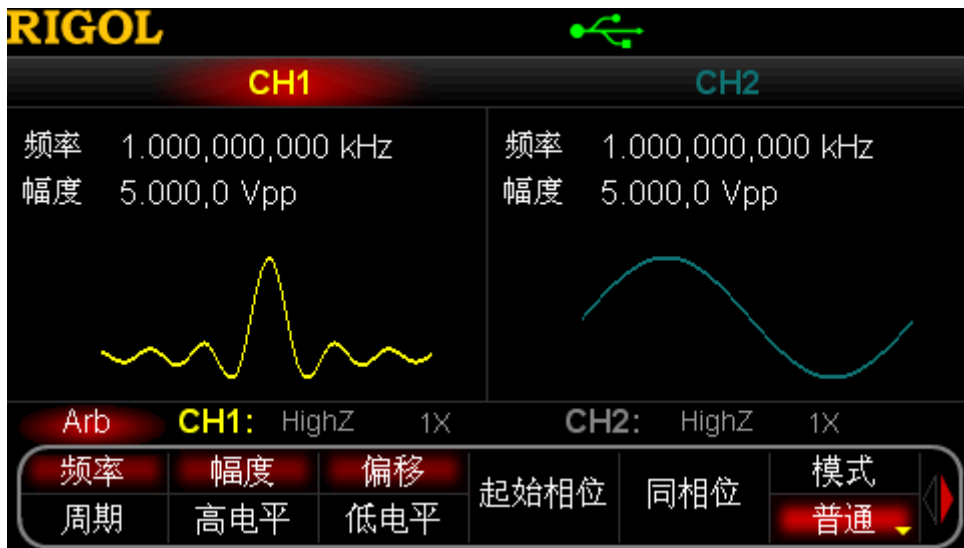 RIGOL
CH1 CH2
频率 1.000,000,000 kHz 频率 1.000,000,000 kHz
幅度 5.000,0 Vpp 幅度 5.000,0 Vpp
Arb CH1: HighZ 1X CH2: HighZ 1X
频率 幅度 偏移 起始相位 同相位 模式
周期 高电平 低电平 普通